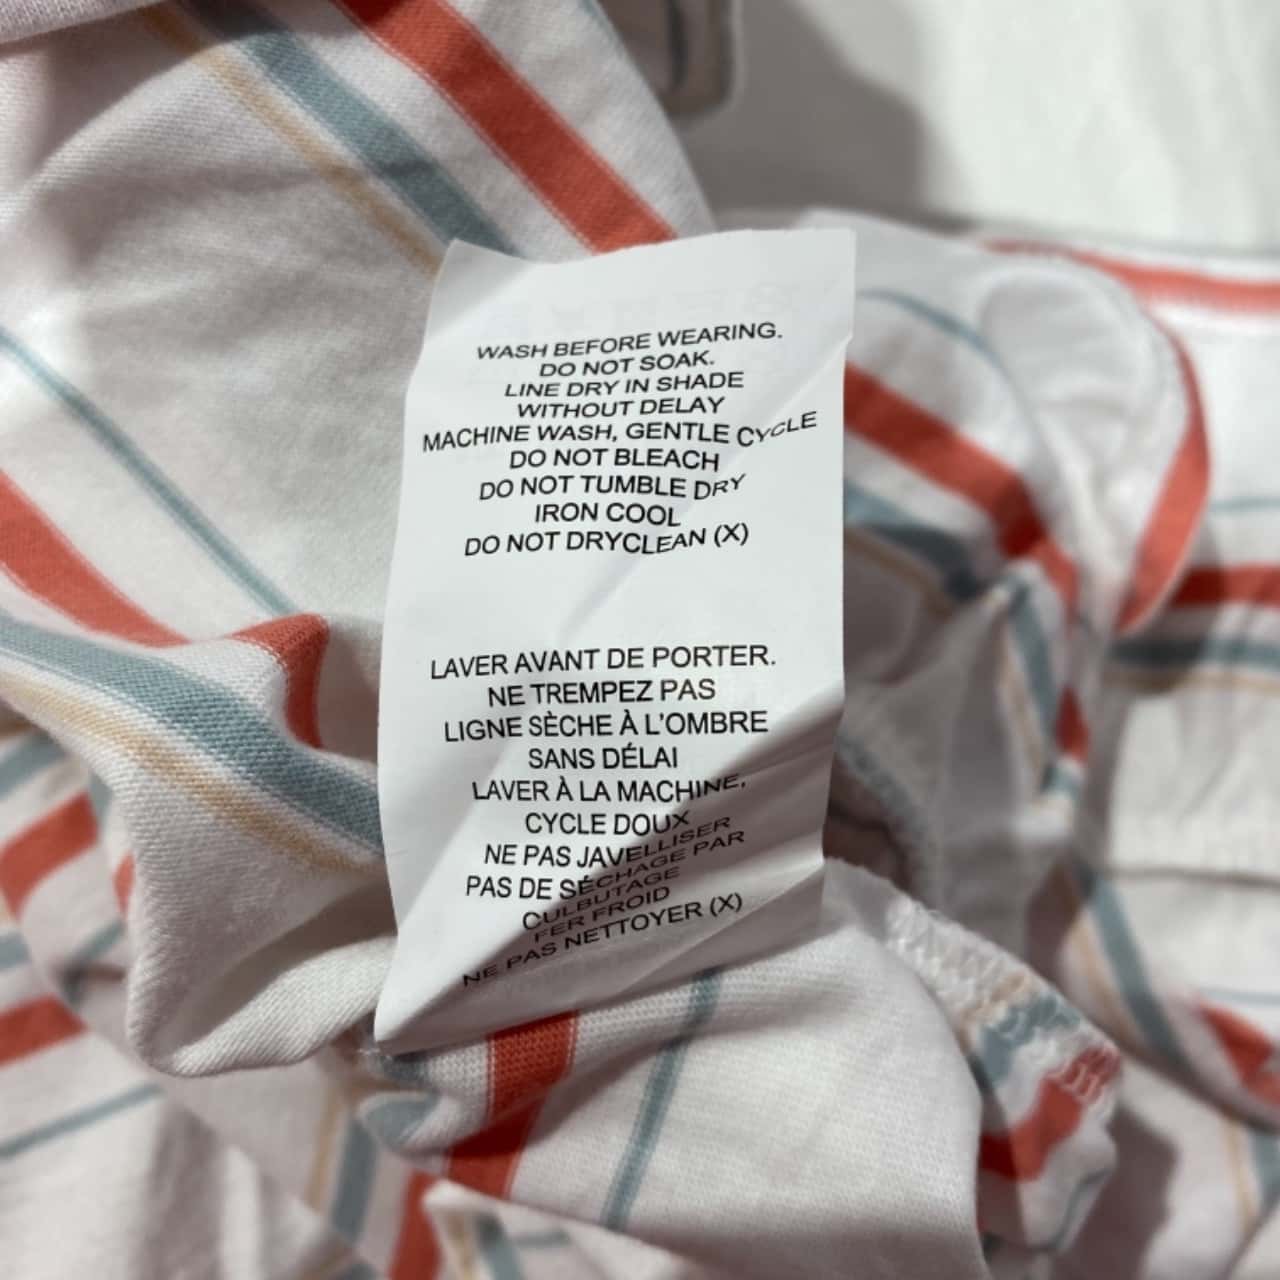 WASH BEFORE WEARING.
DO NOT SOAK.
LINE DRY IN SHADE
WITHOUT DELAY
MACHINE WASH, GENTLE CYCLE
DO NOT BLEACH
DO NOT TUMBLE DRY
IRON COOL
DO NOT DRYCLEAN (X)
LAVER AVANT DE PORTER.
NE TREMPEZ PAS
LIGNE SÈCHE À L'OMBRE
SANS DÉLAI
LAVER À LA MACHINE,
CYCLE DOUX
NE PAS JAVELLISER
PAS DE SÉCHAGE PAR
CULBUTAGE
FER FROID
NE PAS NETTOYER (X)